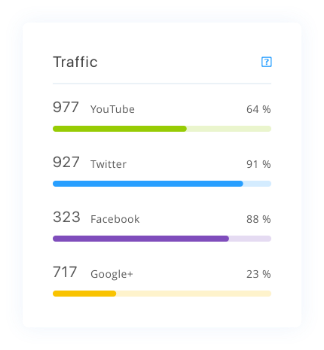 Traffic
977 YouTube 64 %
927 Twitter 91 %
323 Facebook 88 %
717 Google+ 23 %